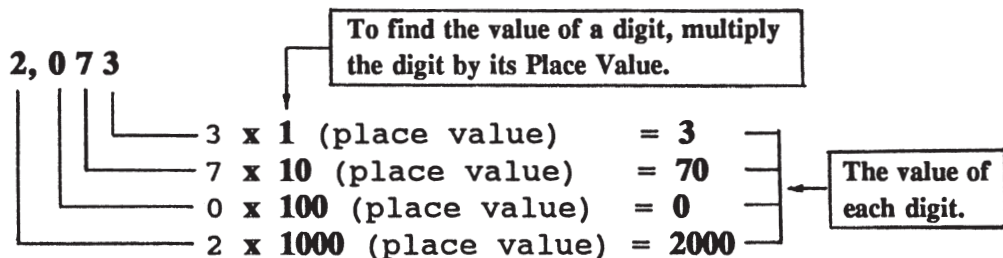 To find the value of a digit, multiply
the digit by its Place Value.
2, 0 7 3
3 x 1 (place value) = 3
7 x 10 (place value) = 70
0 x 100 (place value) = 0
2 x 1000 (place value) = 2000
The value of
each digit.